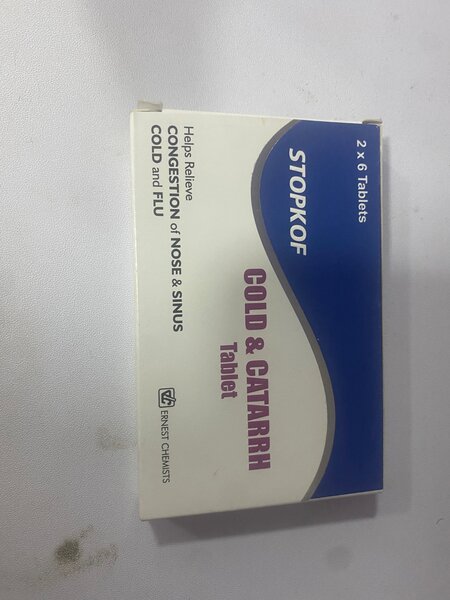 2 x 6 Tablets
STOPKOF
COLD & CATARRH
Tablet
Helps Relieve
CONGESTION of NOSE & SINUS
COLD and FLU
ERNEST CHEMISTS